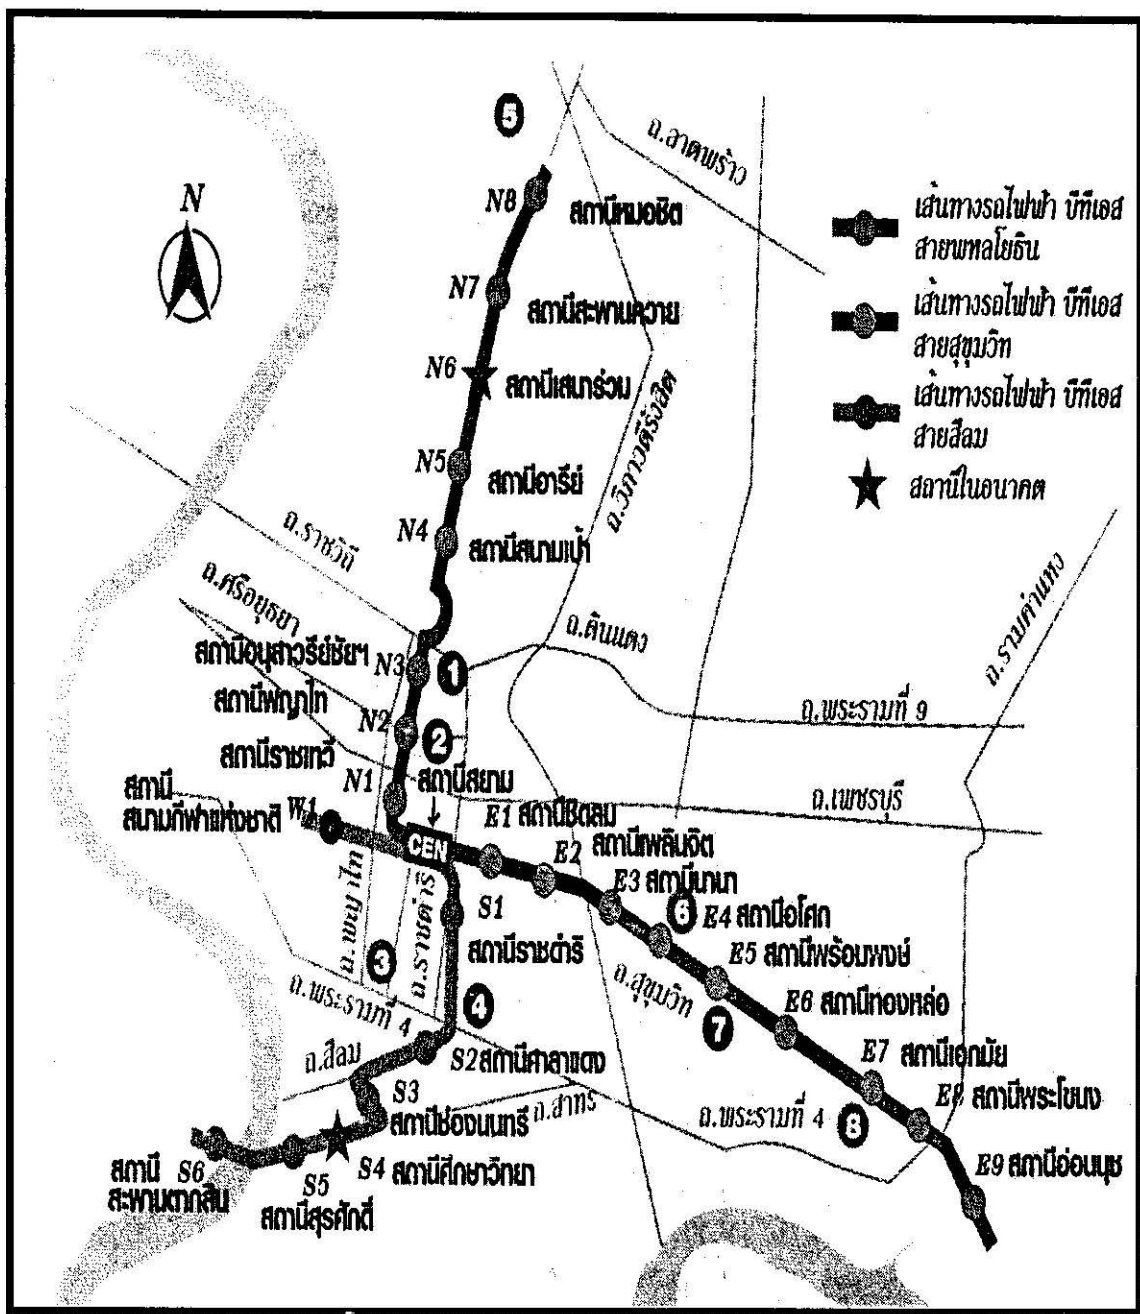 N
5
ถ.ลาดพร้าว
N8 สถานีหมอชิต
เส้นทางรถไฟฟ้า บีทีเอส
สายพหลโยธิน
N7 สถานีสะพานควาย
เส้นทางรถไฟฟ้า บีทีเอส
สายสุขุมวิท
N6 สถานีเสนาร่วม
เส้นทางรถไฟฟ้า บีทีเอส
สายสีลม
ถ.วิภาวดีรังสิต
N5 สถานีอารีย์
สถานีในอนาคต
N4 สถานีสนามเป้า
ถ.ราชวิถี
ถ.ศรีอยุธยา
ถ.ดินแดง
ถ.รามคำแหง
สถานีอนุสาวรีย์ชัยฯ N3
1
สถานีพญาไท N2
ถ.พระรามที่ 9
2
สถานีราชเทวี N1
สถานีสยาม
ถ.เพชรบุรี
สถานี
สนามกีฬาแห่งชาติ W1
CEN
E1 สถานีชิดลม
E2 สถานีเพลินจิต
E3 สถานีนานา
6
E4 สถานีอโศก
S1
สถานีราชดำริ
ถ.พญาไท
ถ.ราชดำริ
3
E5 สถานีพร้อมพงษ์
ถ.สุขุมวิท
4
7
E6 สถานีทองหล่อ
ถ.พระรามที่ 4
ถ.สีลม
S2 สถานีศาลาแดง
E7 สถานีเอกมัย
S3
สถานีช่องนนทรี
ถ.สาทร
ถ.พระรามที่ 4
8
E8 สถานีพระโขนง
สถานี
สะพานตากสิน
S6
S5
สถานีสุรศักดิ์
S4 สถานีศึกษาวิทยา
E9 สถานีอ่อนนุช